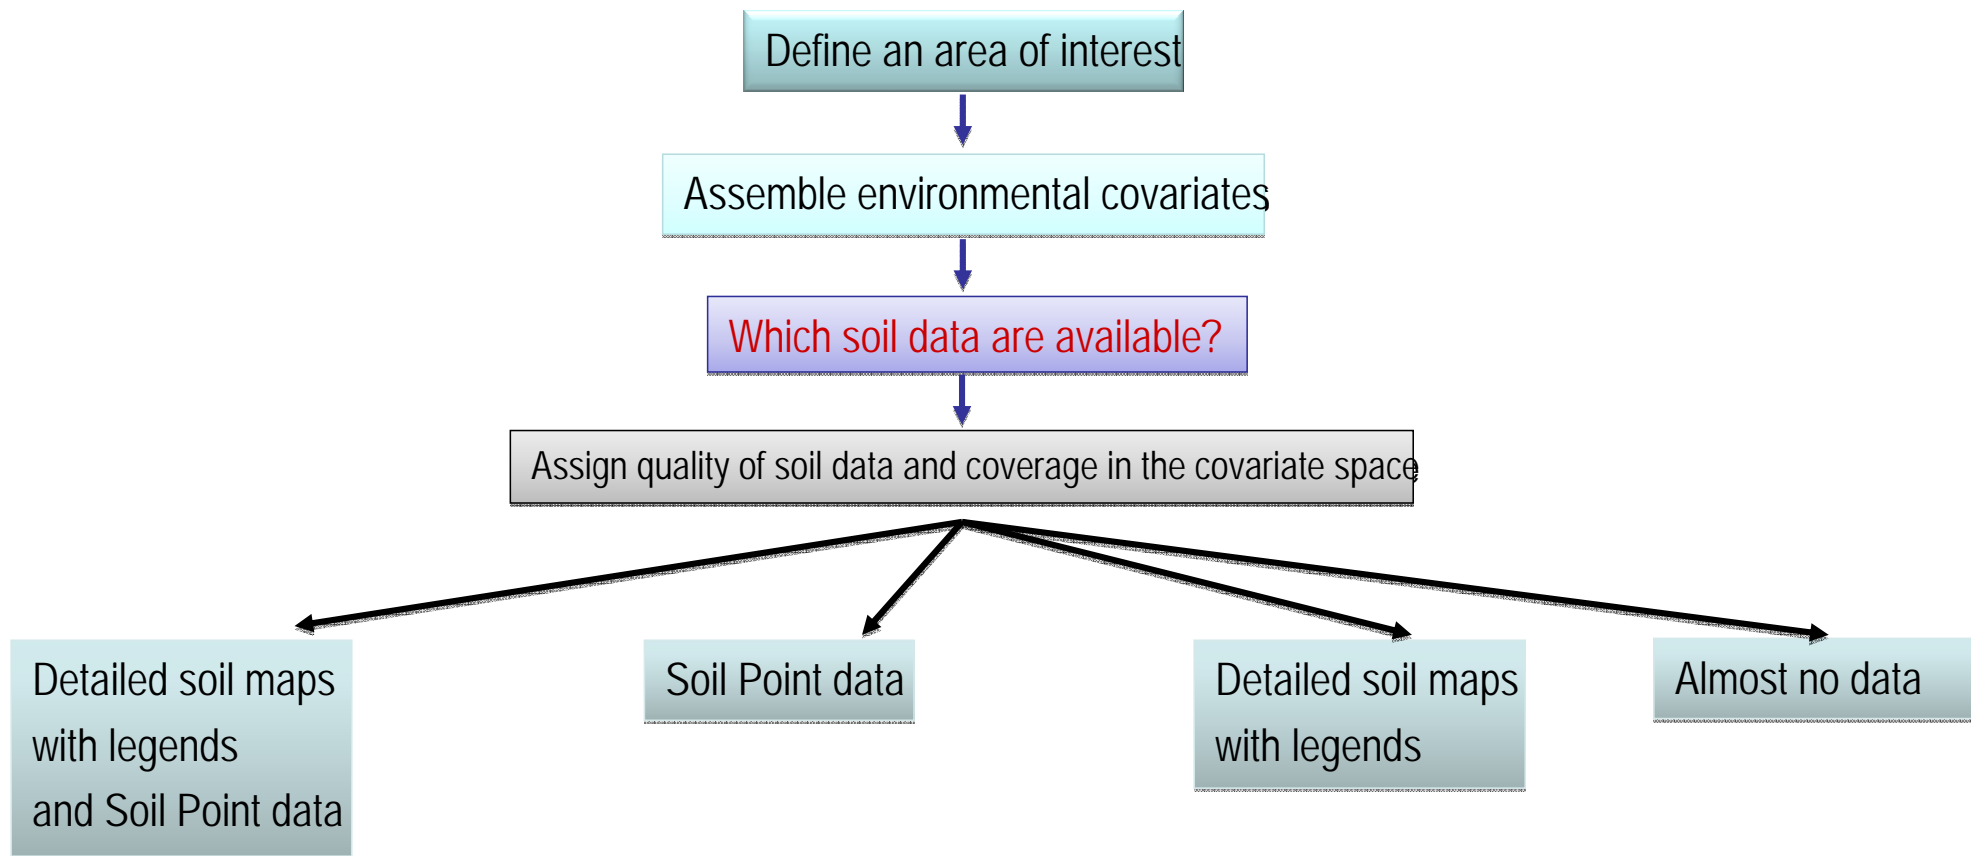 Define an area of interest
Assemble environmental covariates
Which soil data are available?
Assign quality of soil data and coverage in the covariate space
Detailed soil maps
with legends
and Soil Point data
Soil Point data
Detailed soil maps
with legends
Almost no data